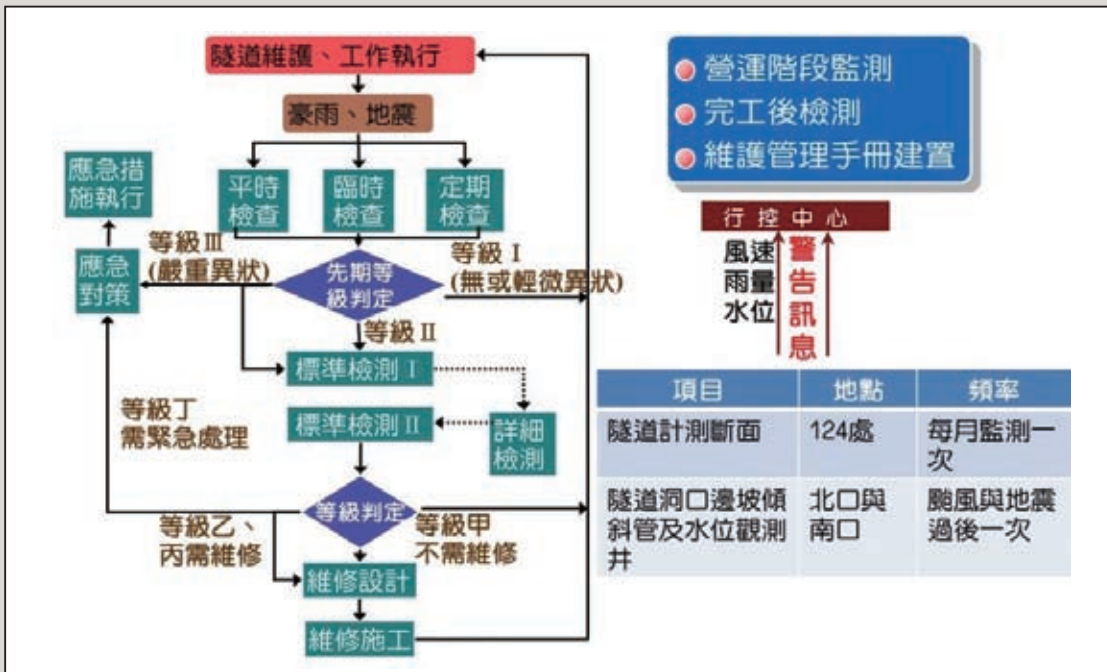 隧道維護、工作執行
豪雨、地震
平時
檢查
臨時
檢查
定期
檢查
應急措
施執行
應急
對策
等級Ⅲ
(嚴重異狀)
先期等
級判定
等級Ⅰ
(無或輕微異狀)
等級Ⅱ
標準檢測Ⅰ
標準檢測Ⅱ
詳細
檢測
等級丁
需緊急處理
等級判定
等級乙、
丙需維修
等級甲
不需維修
維修設計
維修施工
營運階段監測
完工後檢測
維護管理手冊建置
行控中心
風速
雨量
水位
警告訊息
項目 地點 頻率
隧道計測斷面 124處 每月監測一
次
隧道洞口邊坡傾 北口與 颱風與地震
斜管及水位觀測 南口 過後一次
井